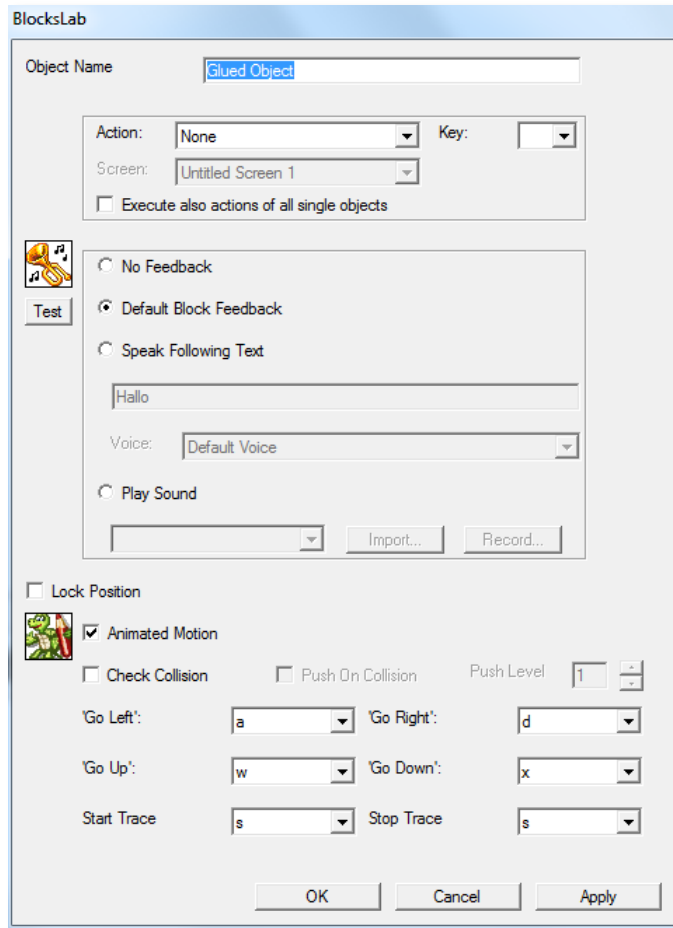 BlocksLab
Object Name Glued Object
Action: None Key:
Screen: Untitled Screen 1
Execute also actions of all single objects
No Feedback
Test Default Block Feedback
Speak Following Text
Hallo
Voice: Default Voice
Play Sound
Import... Record...
Lock Position
Animated Motion
Check Collision Push On Collision Push Level 1
'Go Left': a 'Go Right': d
'Go Up': w 'Go Down': x
Start Trace s Stop Trace s
OK Cancel Apply